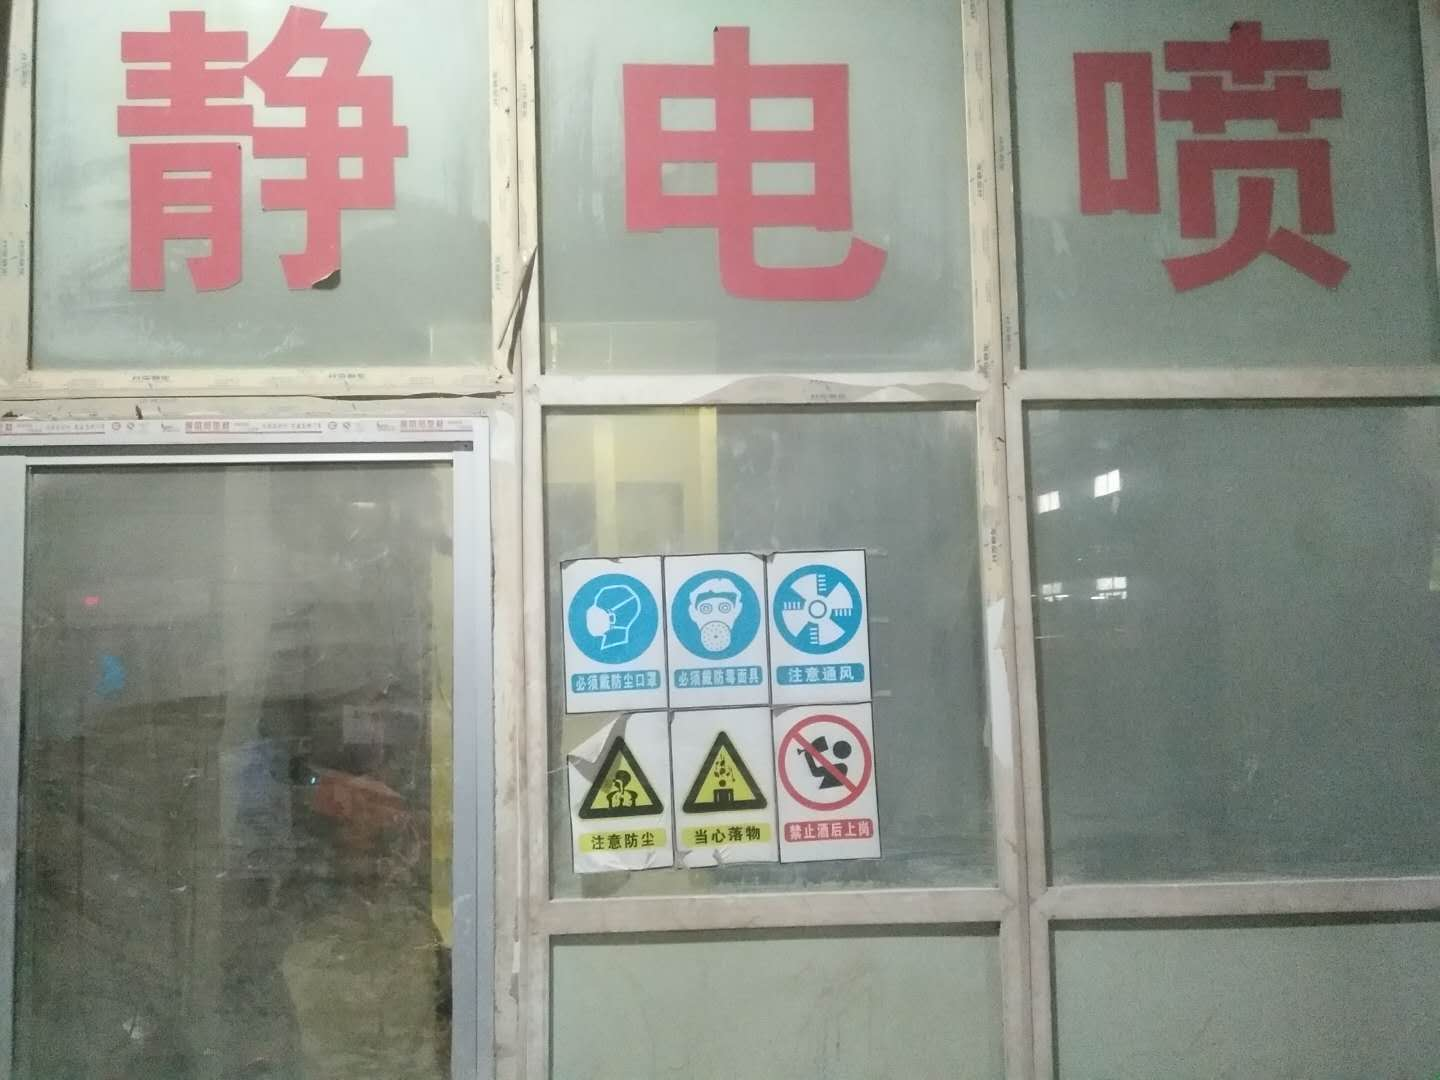 静电喷
必须戴防尘口罩
必须戴防毒面具
注意通风
注意防尘
当心落物
禁止酒后上岗